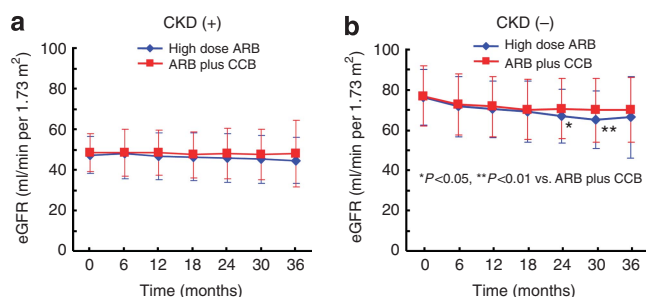 a
CKD (+)
High dose ARB
ARB plus CCB
eGFR (ml/min per 1.73 m²)
100
80
60
40
20
0
0 6 12 18 24 30 36
Time (months)
b
CKD (–)
High dose ARB
ARB plus CCB
eGFR (ml/min per 1.73 m²)
100
80
60
40
20
0
*
**
*P<0.05, **P<0.01 vs. ARB plus CCB
0 6 12 18 24 30 36
Time (months)